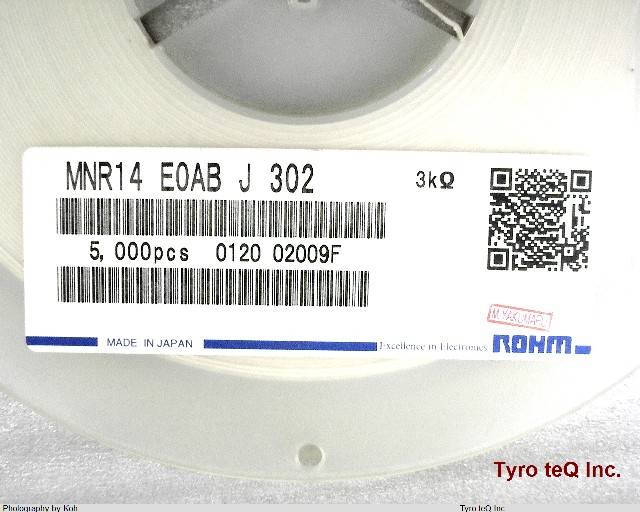 MNR14 E0AB J 302 3kΩ
5,000pcs 0120 02009F
M.YAKUMARU
MADE IN JAPAN Excellence in Electronics ROHM
Tyro teQ Inc.
Photography by Koh Tyro teQ Inc